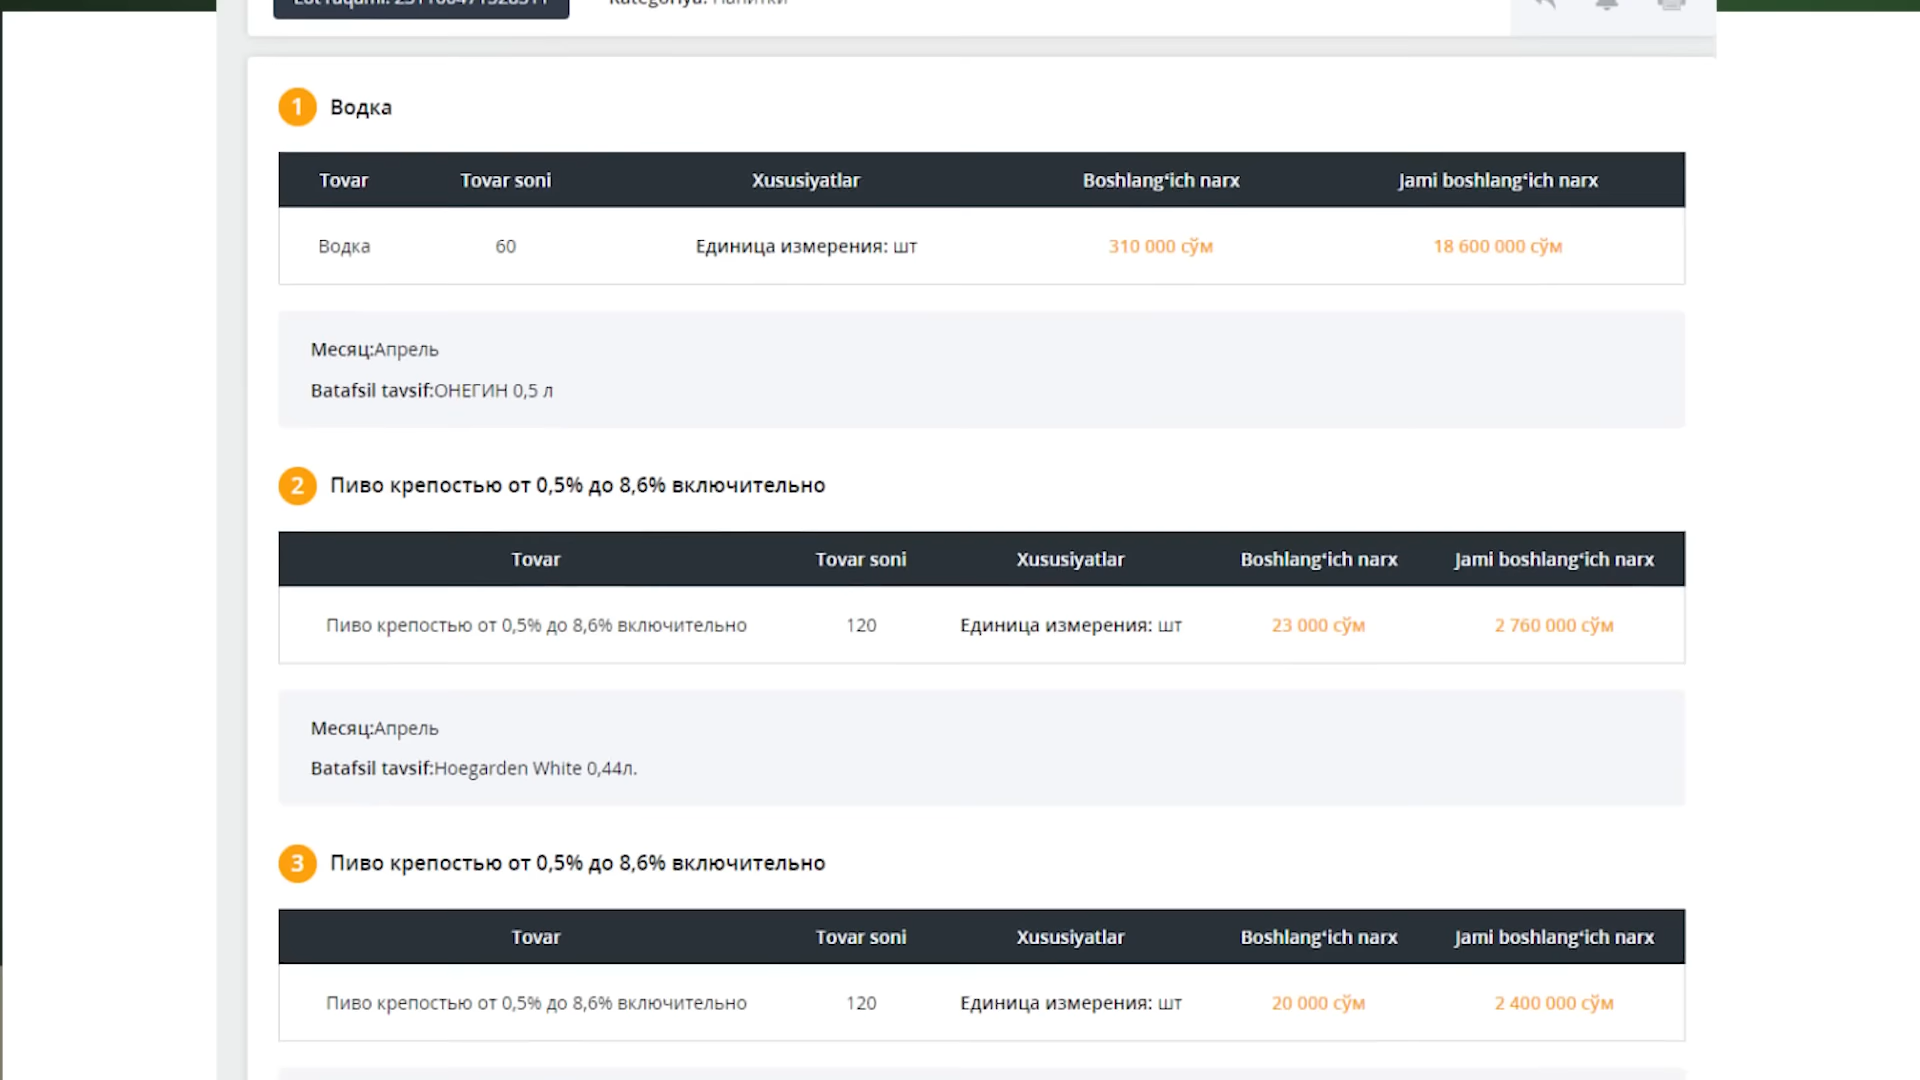 1 Водка
Tovar Tovar soni Xususiyatlar Boshlang‘ich narx Jami boshlang‘ich narx
Водка 60 Единица измерения: шт 310 000 сўм 18 600 000 сўм
Месяц:Апрель
Batafsil tavsif:ОНЕГИН 0,5 л
2 Пиво крепостью от 0,5% до 8,6% включительно
Tovar Tovar soni Xususiyatlar Boshlang‘ich narx Jami boshlang‘ich narx
Пиво крепостью от 0,5% до 8,6% включительно 120 Единица измерения: шт 23 000 сўм 2 760 000 сўм
Месяц:Апрель
Batafsil tavsif:Hoegarden White 0,44л.
3 Пиво крепостью от 0,5% до 8,6% включительно
Tovar Tovar soni Xususiyatlar Boshlang‘ich narx Jami boshlang‘ich narx
Пиво крепостью от 0,5% до 8,6% включительно 120 Единица измерения: шт 20 000 сўм 2 400 000 сўм